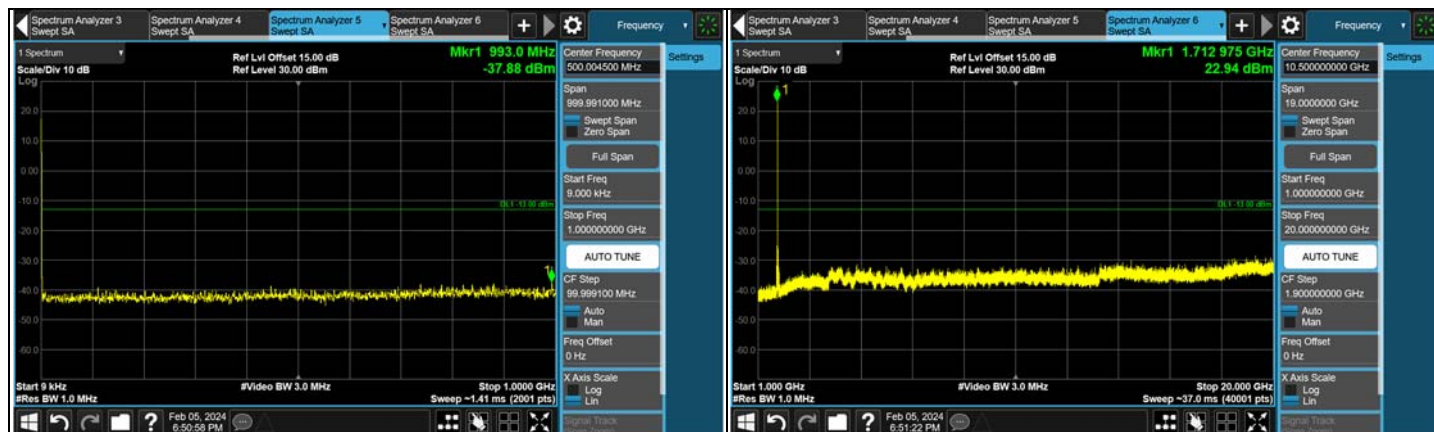 Spectrum Analyzer 3
Swept SA
Spectrum Analyzer 4
Swept SA
Spectrum Analyzer 5
Swept SA
Spectrum Analyzer 6
Swept SA
+
Frequency
1 Spectrum
Scale/Div 10 dB
Log
Ref Lvl Offset 15.00 dB
Ref Level 30.00 dBm
Mkr1 993.0 MHz
-37.88 dBm
20.0
10.0
0.00
-10.0
-20.0
-30.0
-40.0
-50.0
-60.0
DL1 -13.00 dBm
1
Start 9 kHz
#Res BW 1.0 MHz
#Video BW 3.0 MHz
Stop 1.0000 GHz
Sweep ~1.41 ms (2001 pts)
Center Frequency
500.004500 MHz
Settings
Span
999.991000 MHz
Swept Span
Zero Span
Full Span
Start Freq
9.000 kHz
Stop Freq
1.000000000 GHz
AUTO TUNE
CF Step
99.999100 MHz
Auto
Man
Freq Offset
0 Hz
X Axis Scale
Log
Lin
Signal Track
?
Feb 05, 2024
6:50:58 PM
Spectrum Analyzer 3
Swept SA
Spectrum Analyzer 4
Swept SA
Spectrum Analyzer 5
Swept SA
Spectrum Analyzer 6
Swept SA
+
Frequency
1 Spectrum
Scale/Div 10 dB
Log
Ref Lvl Offset 15.00 dB
Ref Level 30.00 dBm
Mkr1 1.712 975 GHz
22.94 dBm
1
20.0
10.0
0.00
-10.0
-20.0
-30.0
-40.0
-50.0
-60.0
DL1 -13.00 dBm
Start 1.000 GHz
#Res BW 1.0 MHz
#Video BW 3.0 MHz
Stop 20.000 GHz
Sweep ~37.0 ms (40001 pts)
Center Frequency
10.500000000 GHz
Settings
Span
19.0000000 GHz
Swept Span
Zero Span
Full Span
Start Freq
1.000000000 GHz
Stop Freq
20.000000000 GHz
AUTO TUNE
CF Step
1.900000000 GHz
Auto
Man
Freq Offset
0 Hz
X Axis Scale
Log
Lin
Signal Track
?
Feb 05, 2024
6:51:22 PM